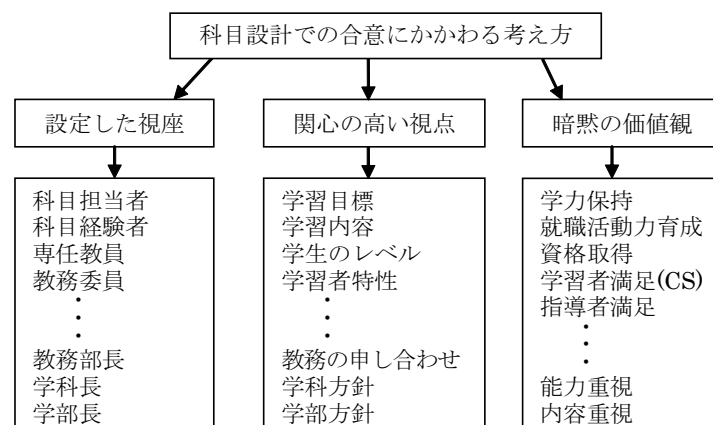 科目設計での合意にかかわる考え方
設定した視座
関心の高い視点
暗黙の価値観
科目担当者
科目経験者
専任教員
教務委員
・
・
・
教務部長
学科長
学部長
学習目標
学習内容
学生のレベル
学習者特性
・
・
・
教務の申し合わせ
学科方針
学部方針
学力保持
就職活動力育成
資格取得
学習者満足(CS)
指導者満足
・
・
・
能力重視
内容重視